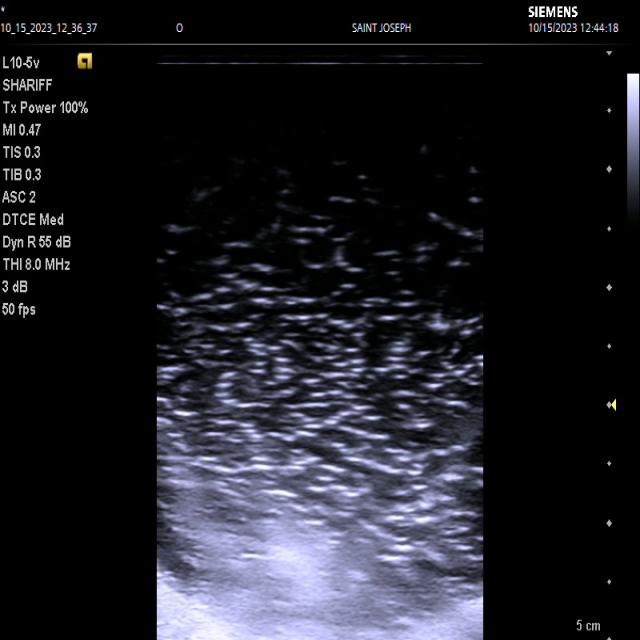 *
SIEMENS
10_15_2023_12_36_37 O SAINT JOSEPH 10/15/2023 12:44:18
L10-5v
SHARIFF
Tx Power 100%
MI 0.47
TIS 0.3
TIB 0.3
ASC 2
DTCE Med
Dyn R 55 dB
THI 8.0 MHz
3 dB
50 fps
5 cm